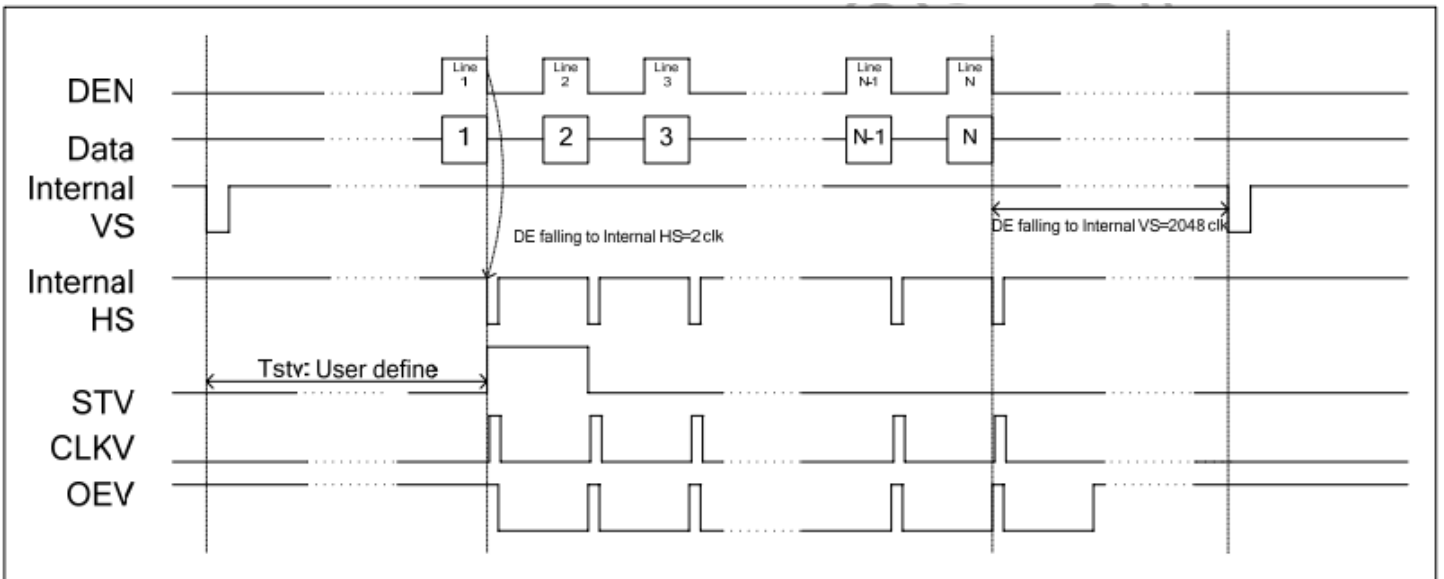 DEN
Line 1
Line 2
Line 3
Line N-1
Line N
Data
1
2
3
N-1
N
Internal VS
DE falling to Internal HS=2 clk
DE falling to Internal VS=2048 clk
Internal HS
Tstv: User define
STV
CLKV
OEV